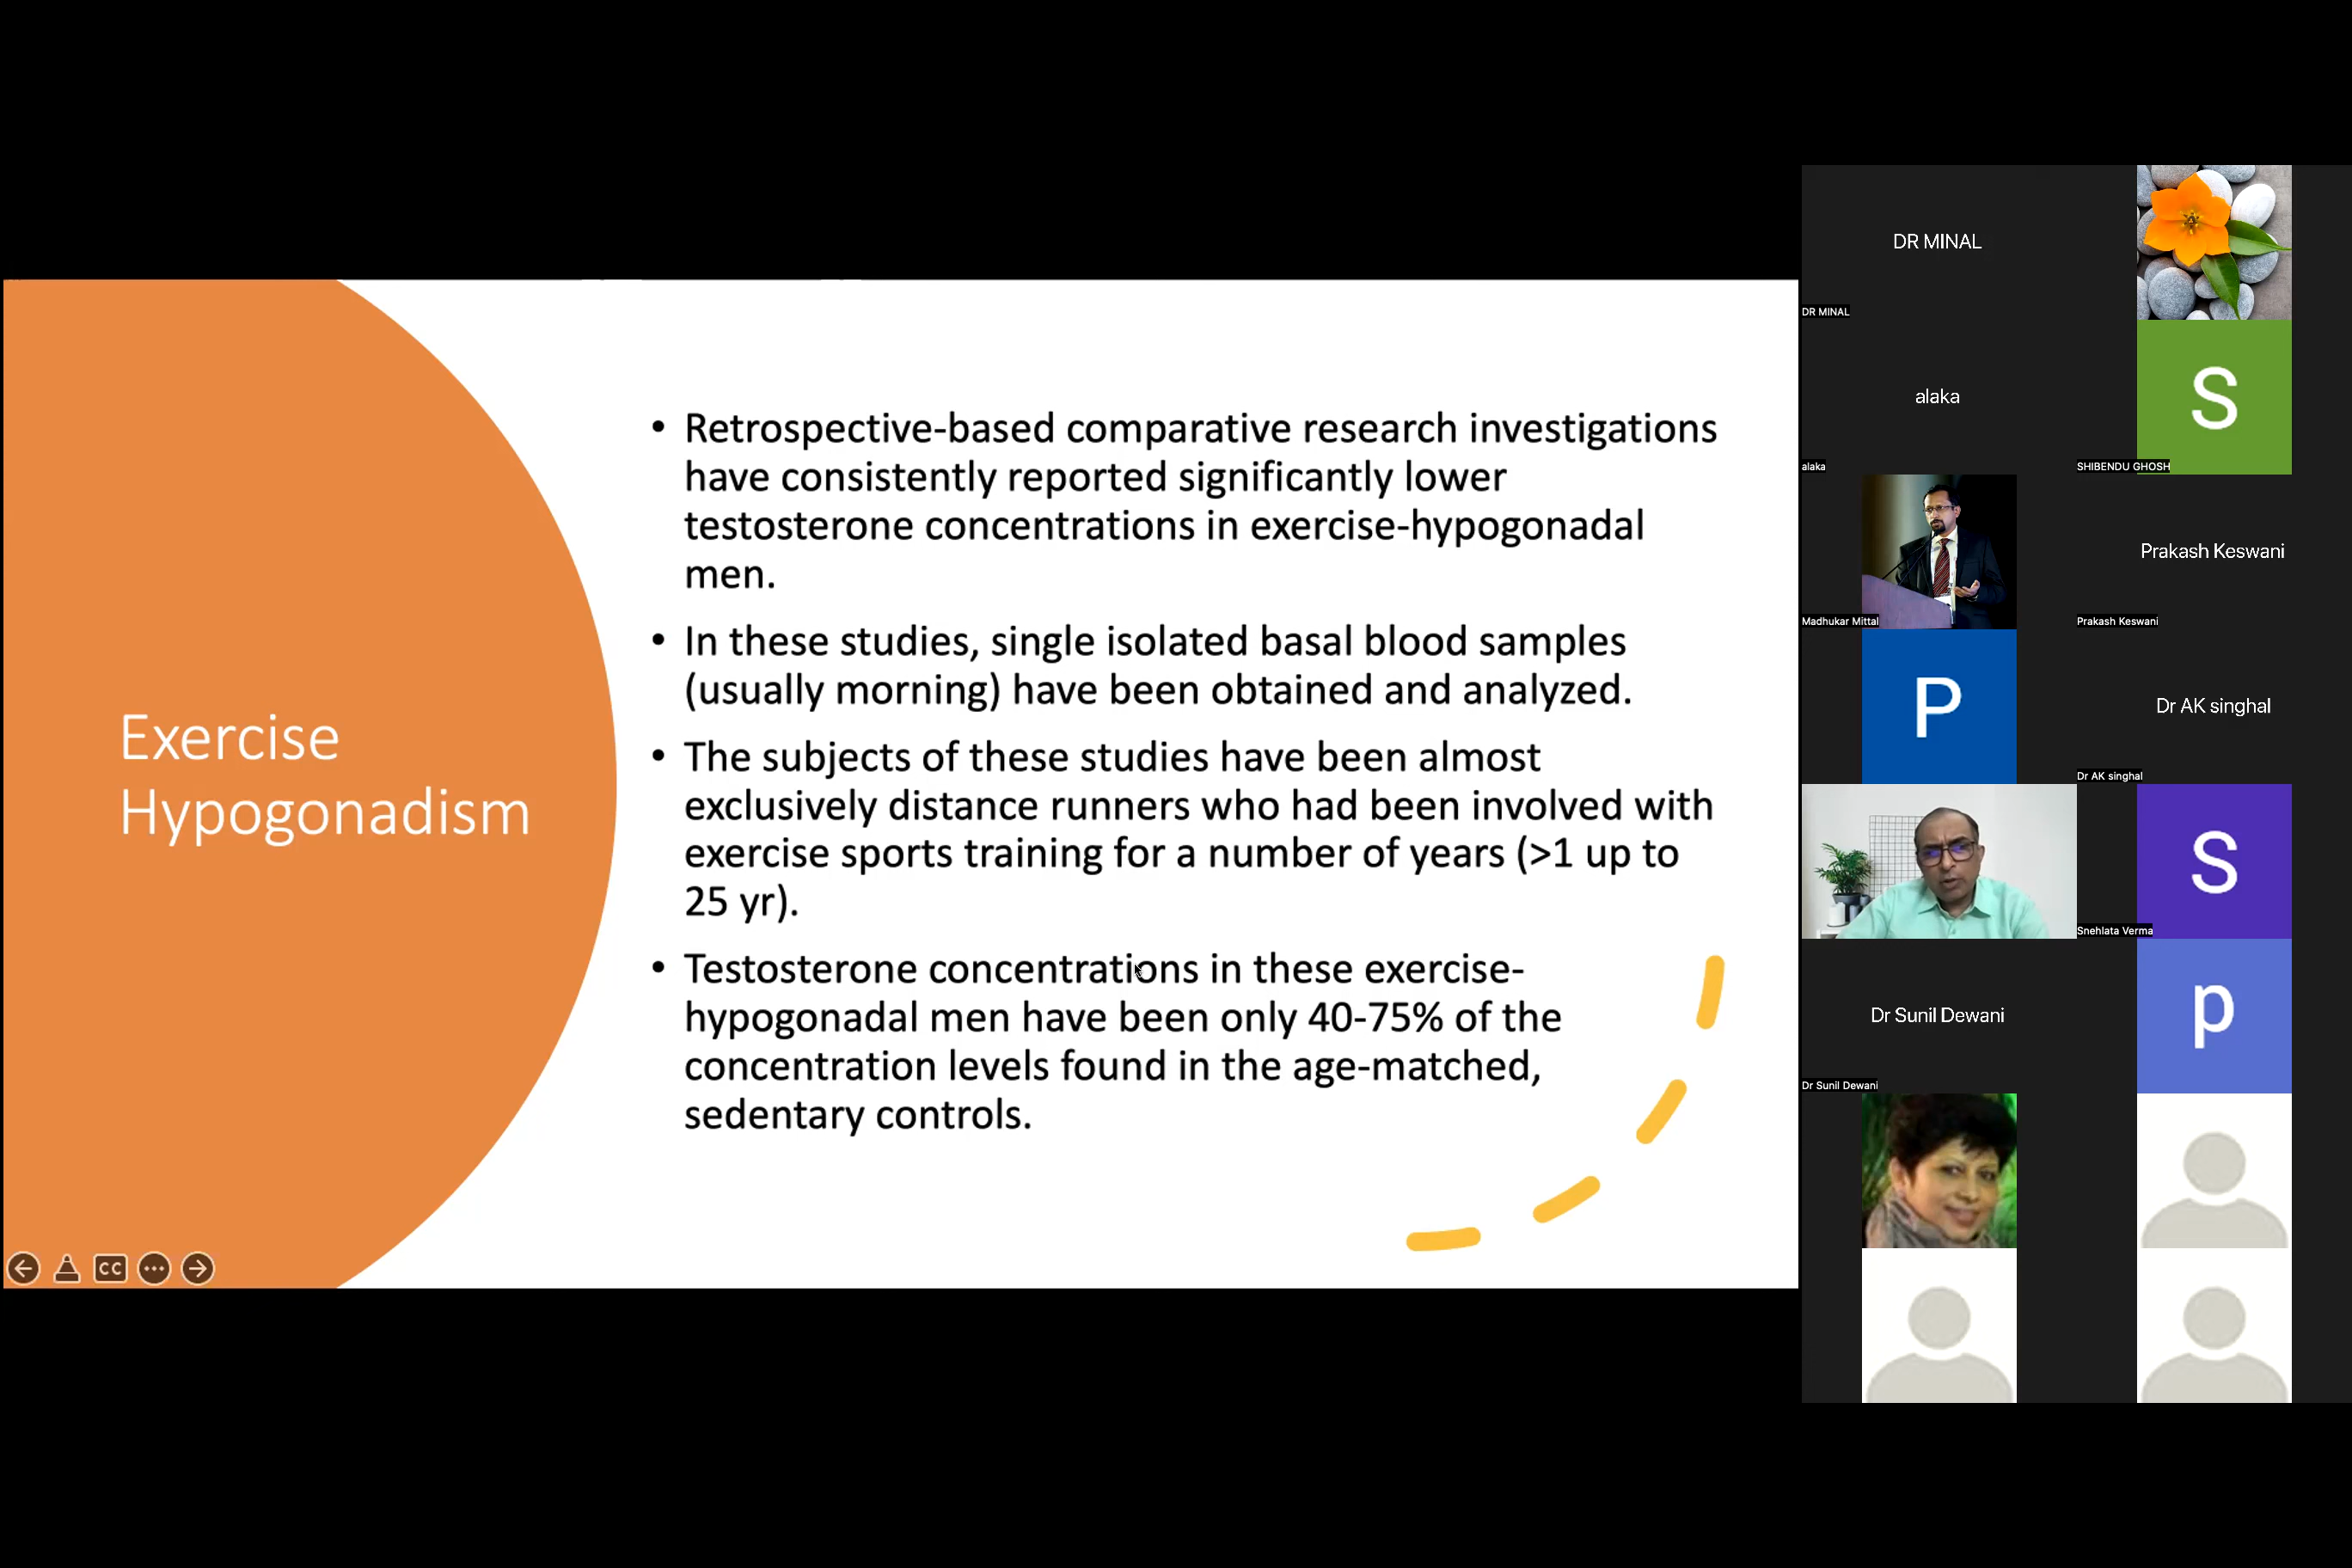 Exercise
Hypogonadism
• Retrospective-based comparative research investigations
have consistently reported significantly lower
testosterone concentrations in exercise-hypogonadal
men.
• In these studies, single isolated basal blood samples
(usually morning) have been obtained and analyzed.
• The subjects of these studies have been almost
exclusively distance runners who had been involved with
exercise sports training for a number of years (>1 up to
25 yr).
• Testosterone concentrations in these exercise-
hypogonadal men have been only 40-75% of the
concentration levels found in the age-matched,
sedentary controls.
CC
DR MINAL
DR MINAL
alaka
S
alaka
SHIBENDU GHOSH
Prakash Keswani
Madhukar Mittal
Prakash Keswani
P
Dr AK singhal
Dr AK singhal
S
Snehlata Verma
Dr Sunil Dewani
p
Dr Sunil Dewani